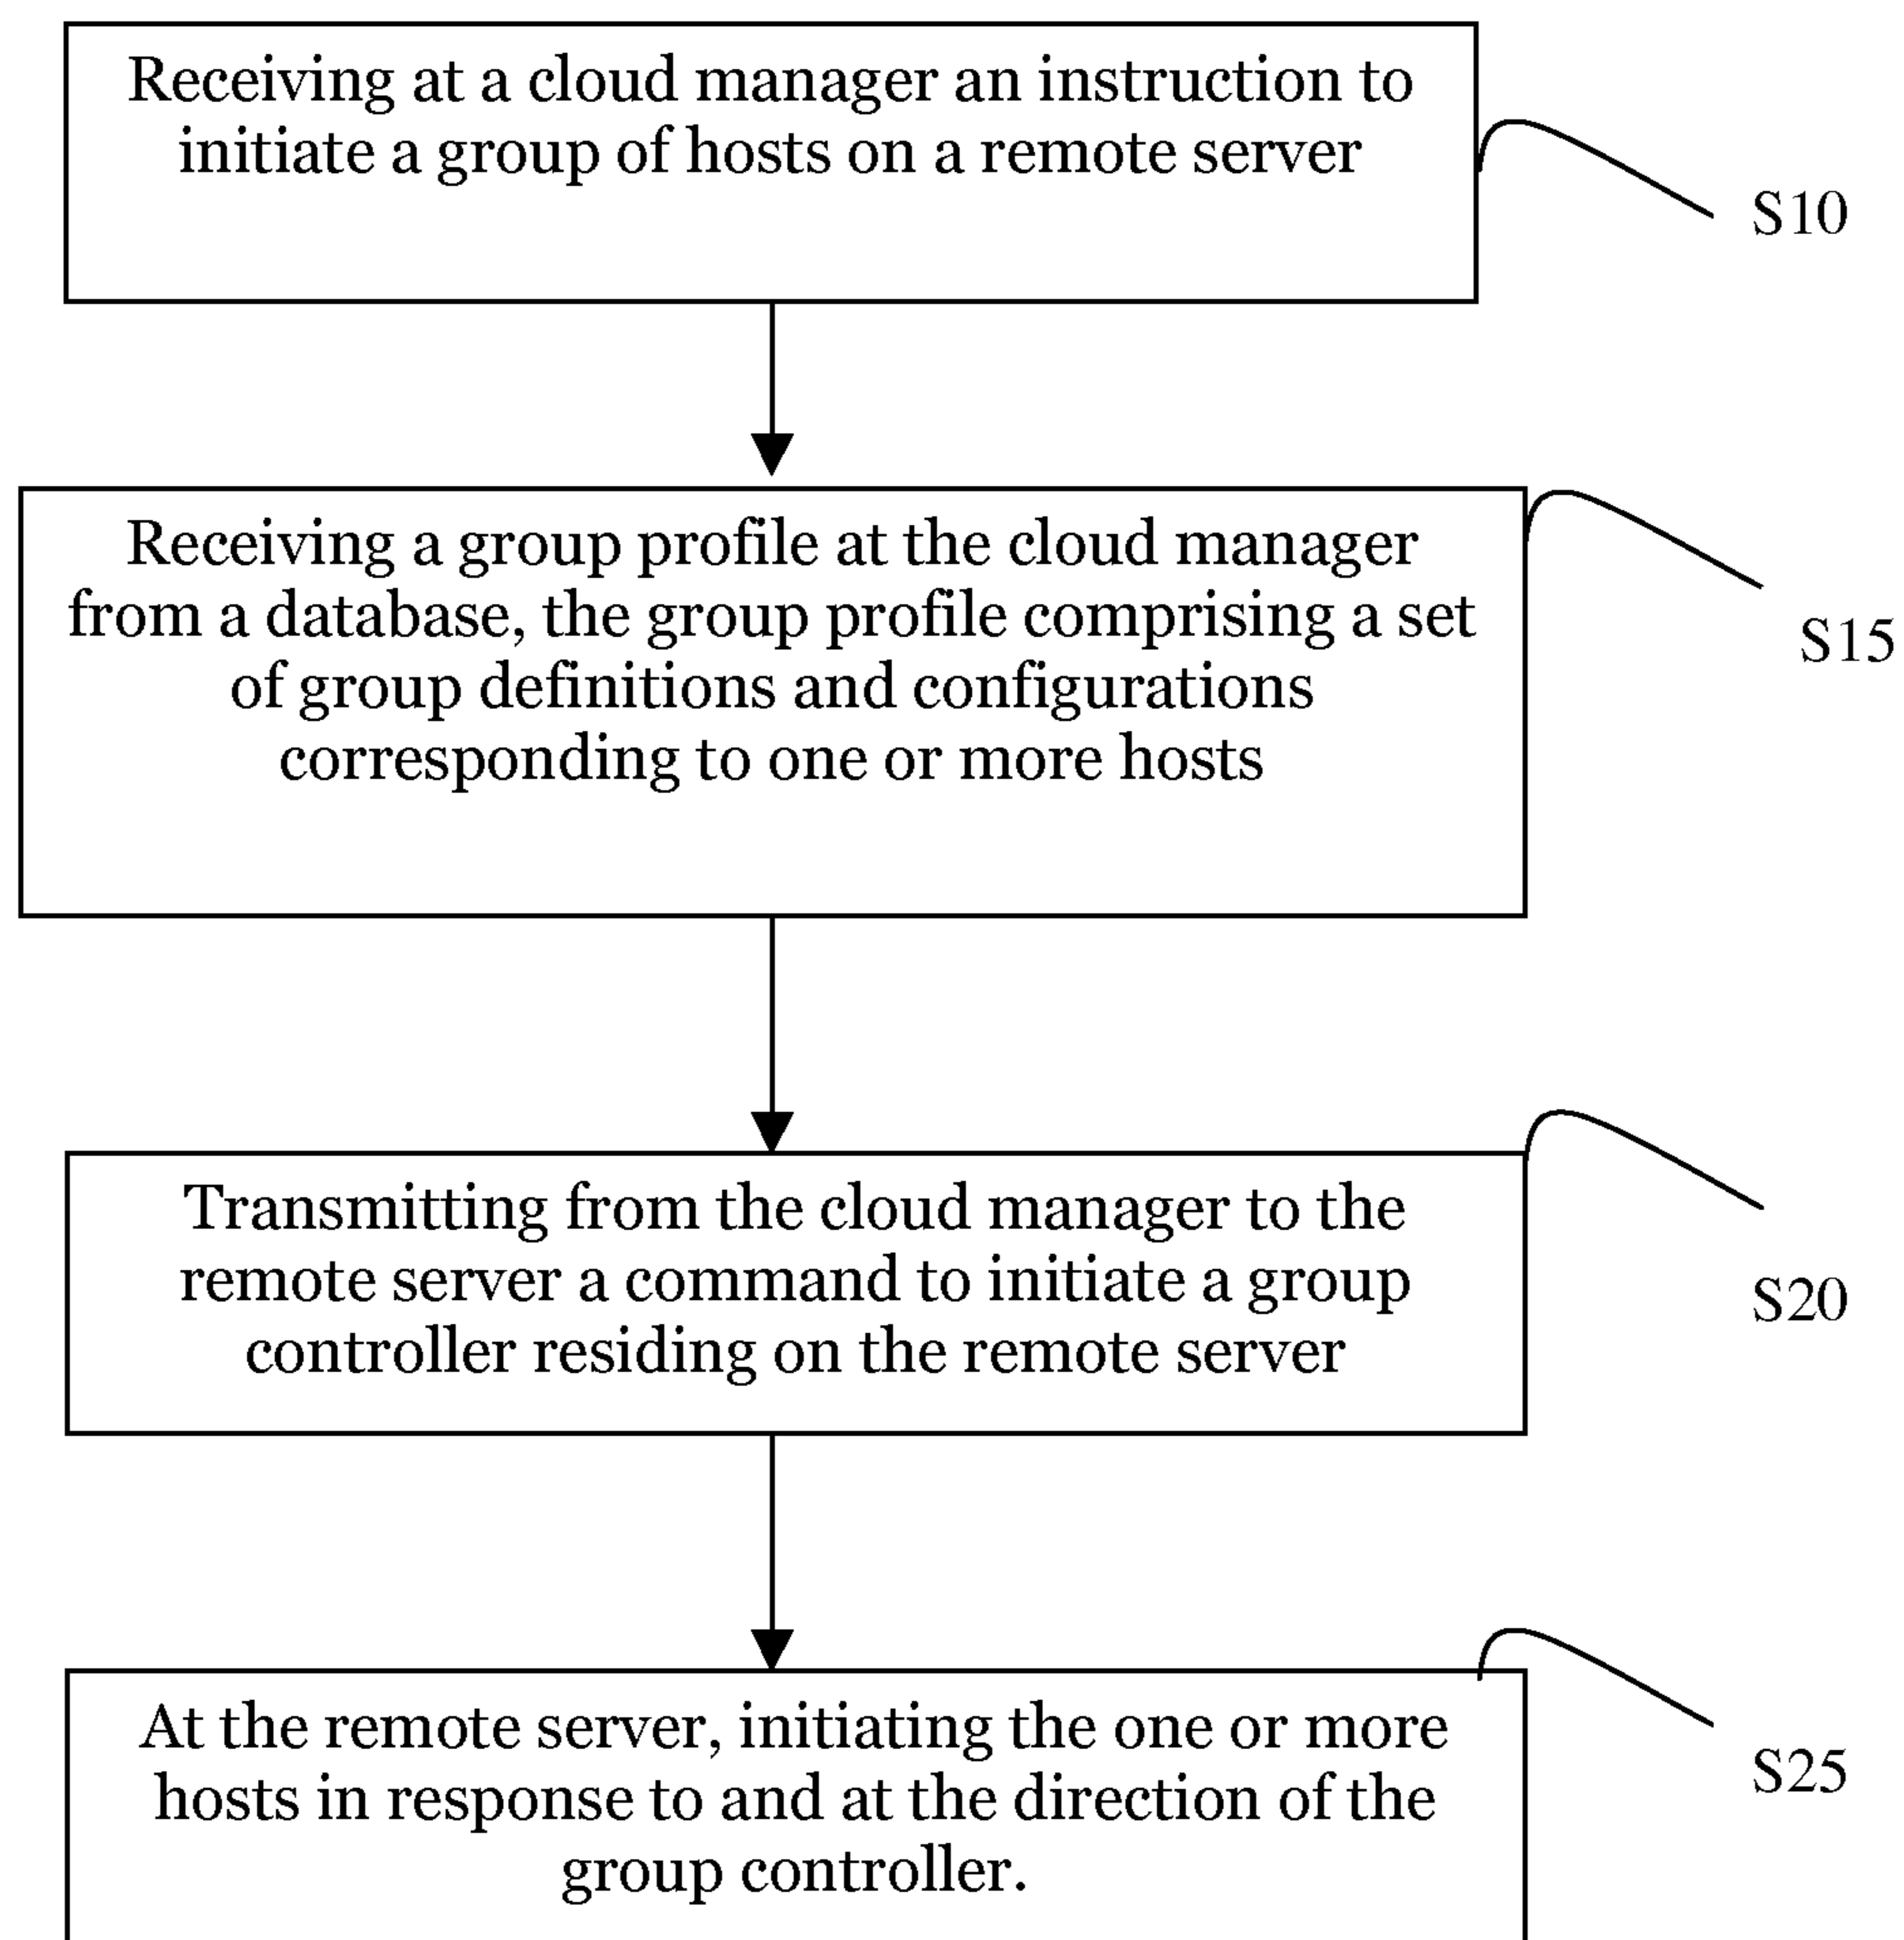 Receiving at a cloud manager an instruction to
initiate a group of hosts on a remote server
S10
Receiving a group profile at the cloud manager
from a database, the group profile comprising a set
of group definitions and configurations
corresponding to one or more hosts
S15
Transmitting from the cloud manager to the
remote server a command to initiate a group
controller residing on the remote server
S20
At the remote server, initiating the one or more
hosts in response to and at the direction of the
group controller.
S25